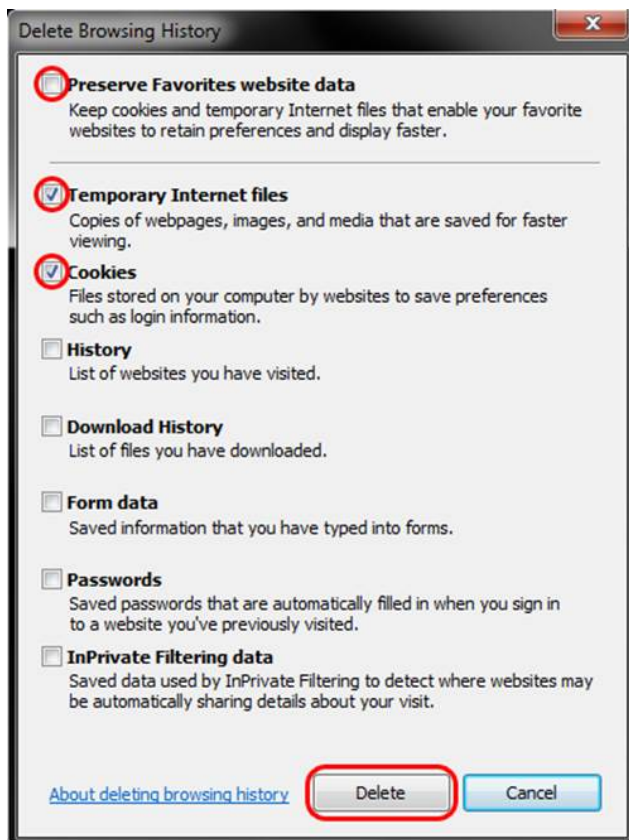 Delete Browsing History
Preserve Favorites website data
Keep cookies and temporary Internet files that enable your favorite
websites to retain preferences and display faster.
Temporary Internet files
Copies of webpages, images, and media that are saved for faster
viewing.
Cookies
Files stored on your computer by websites to save preferences
such as login information.
History
List of websites you have visited.
Download History
List of files you have downloaded.
Form data
Saved information that you have typed into forms.
Passwords
Saved passwords that are automatically filled in when you sign in
to a website you've previously visited.
InPrivate Filtering data
Saved data used by InPrivate Filtering to detect where websites may
be automatically sharing details about your visit.
About deleting browsing history Delete Cancel